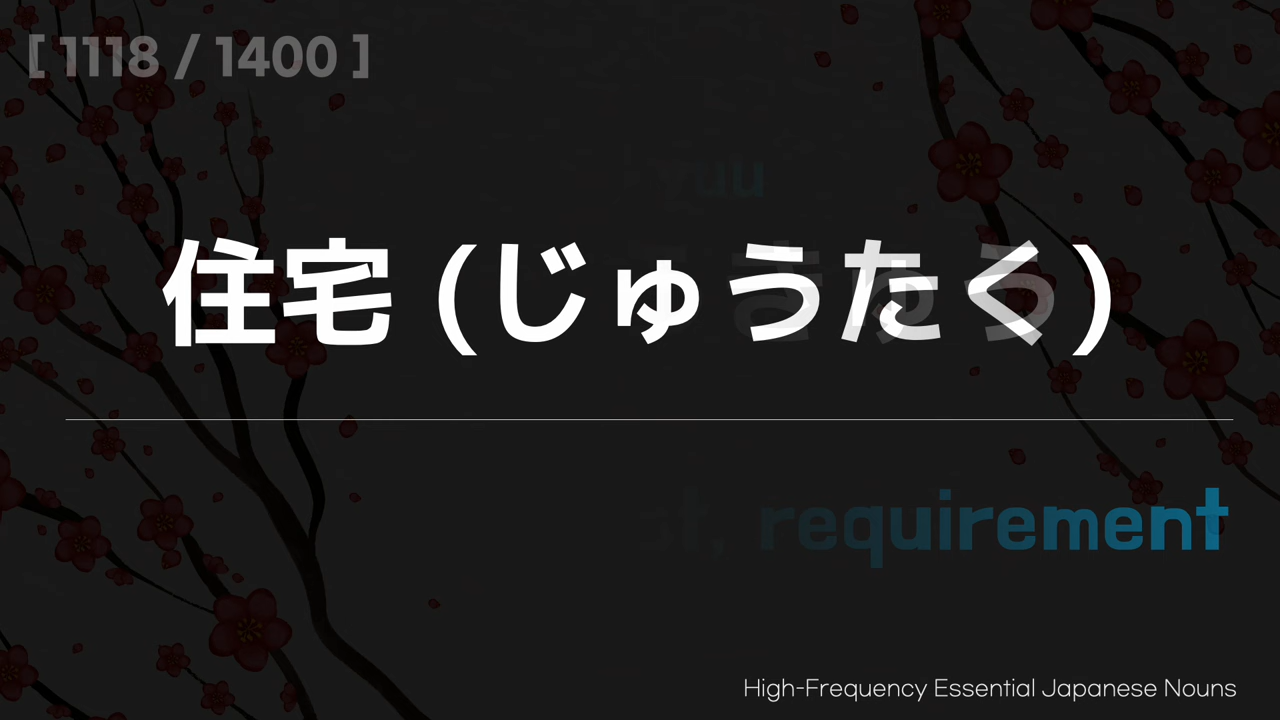 [ 1118 / 1400 ]
住宅 (じゅうたく)
requirement
High-Frequency Essential Japanese Nouns